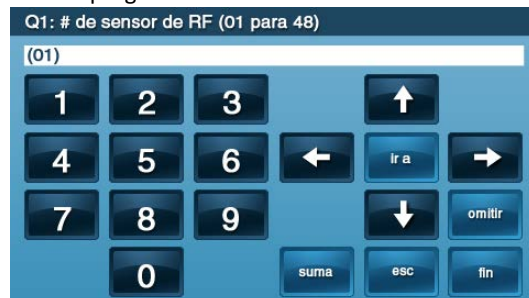 Q1: # de sensor de RF (01 para 48)
(01)
1 2 3
4 5 6 ir a
7 8 9 omitir
0 suma esc fin